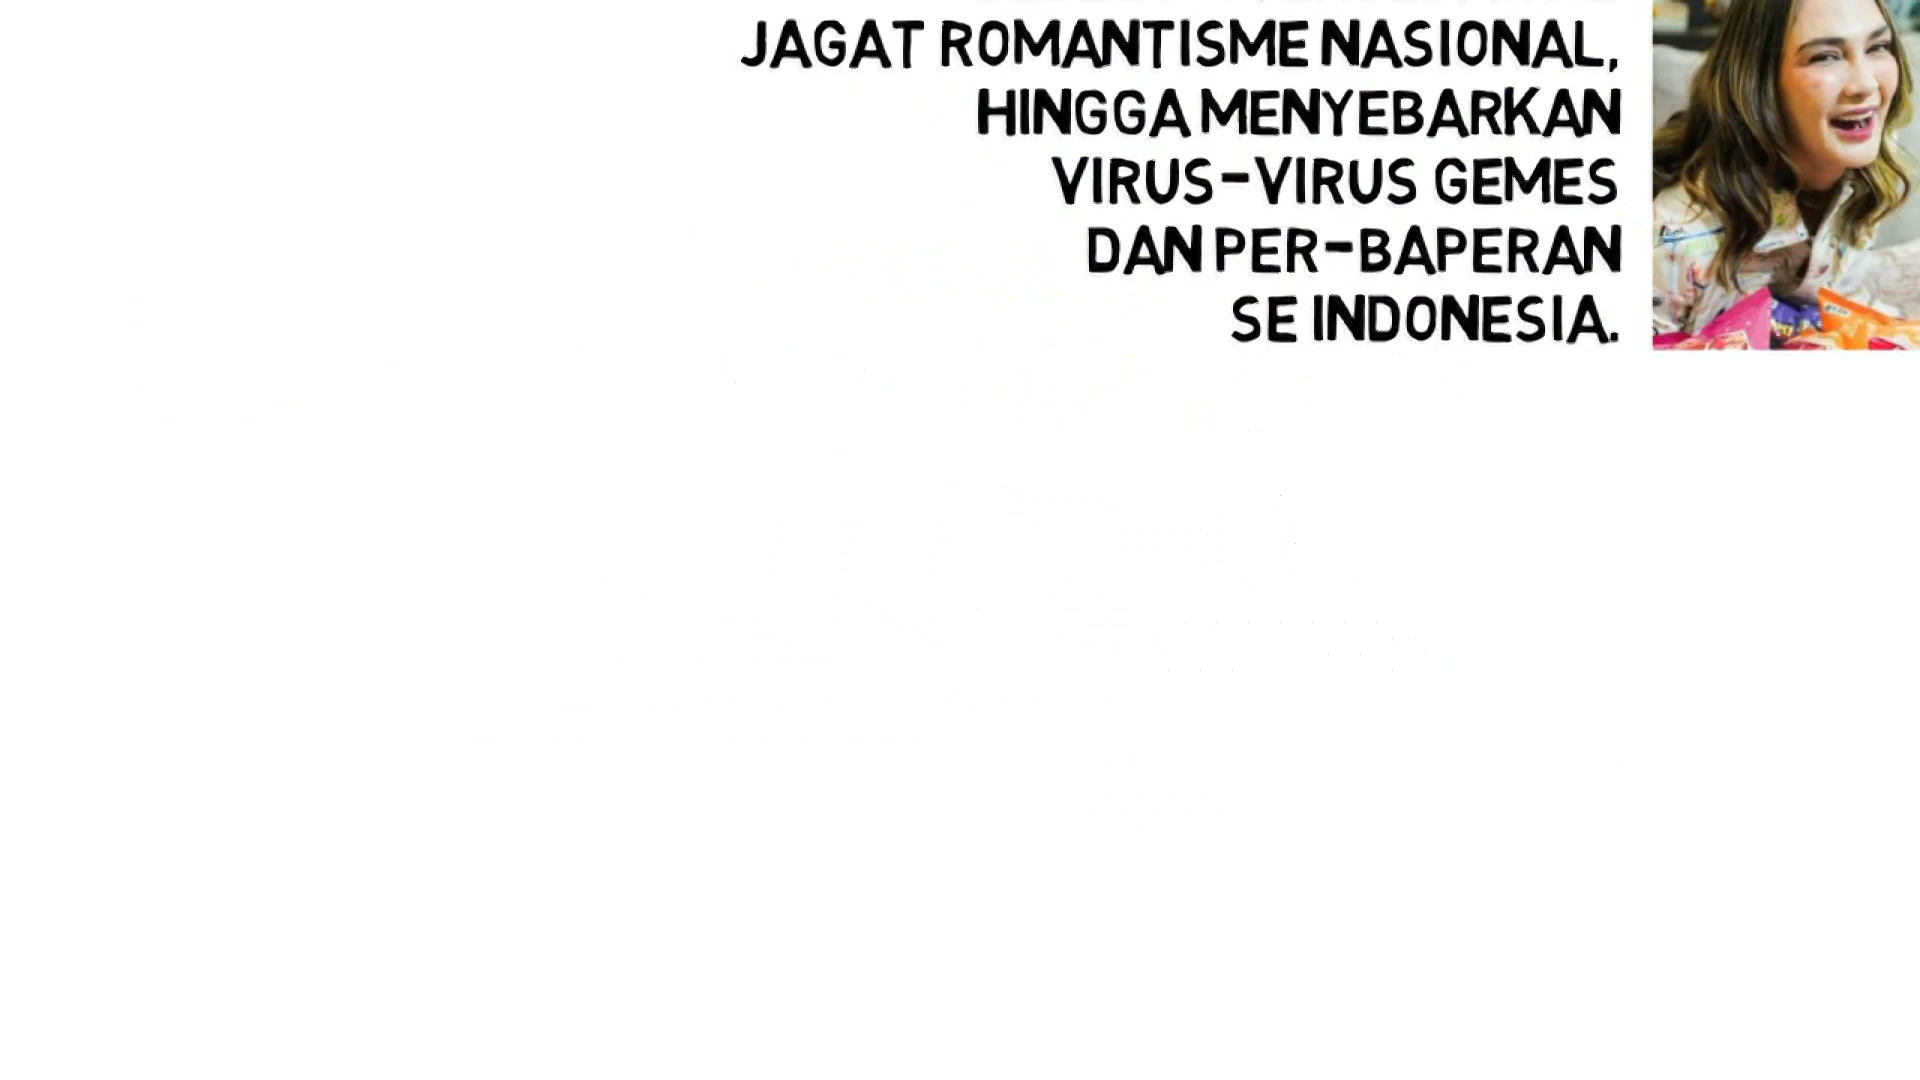 JAGAT ROMANTISME NASIONAL,
HINGGA MENYEBARKAN
VIRUS-VIRUS GEMES
DAN PER-BAPERAN
SE INDONESIA.